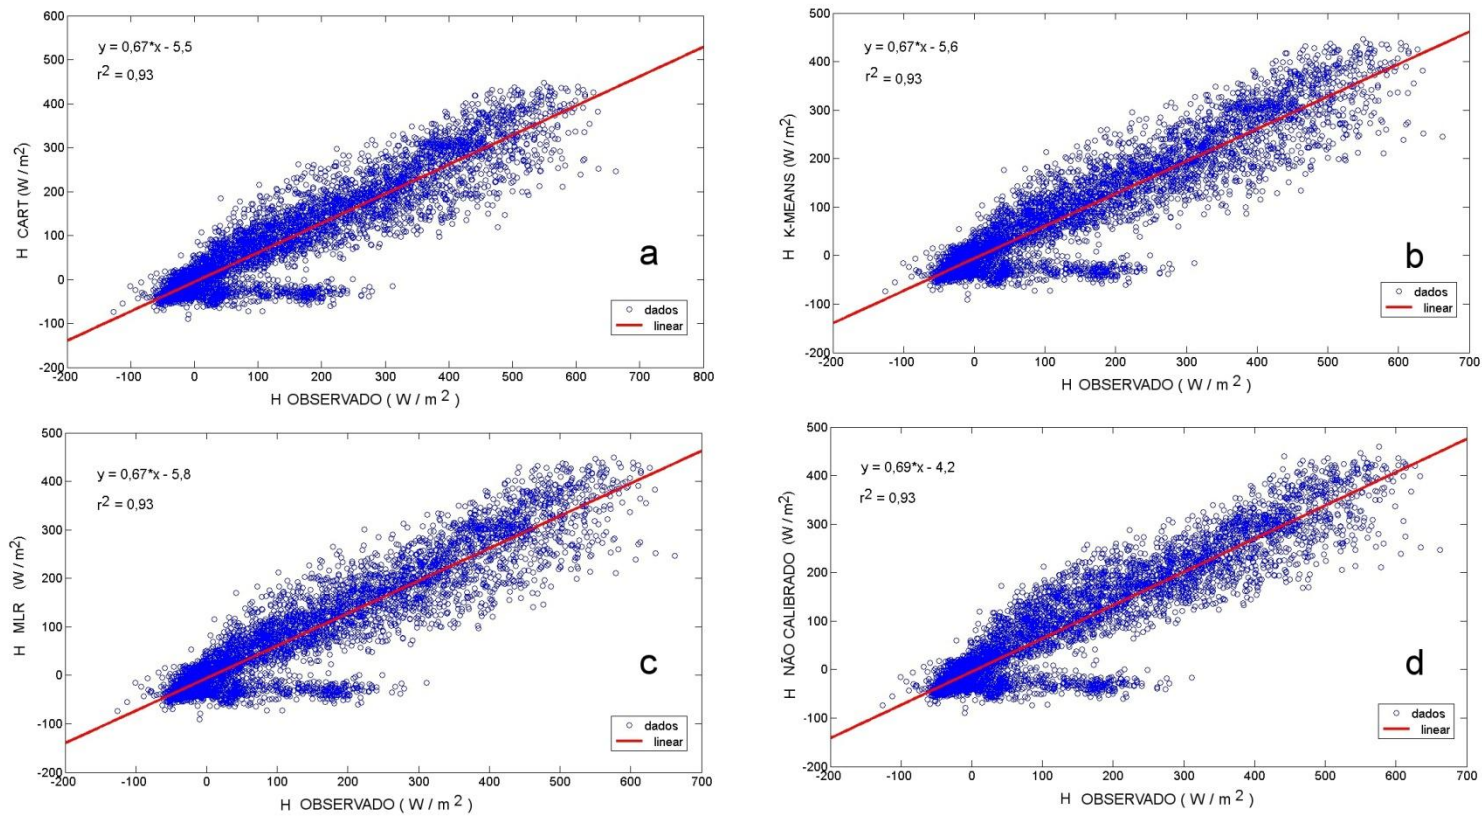 600
500
400
300
200
100
0
-100
-200
y = 0,67*x - 5,5
r² = 0,93
H CART (W / m²)
a
dados
linear
-200 -100 0 100 200 300 400 500 600 700 800
H OBSERVADO ( W / m² )
500
400
300
200
100
0
-100
-200
y = 0,67*x - 5,6
r² = 0,93
H K-MEANS (W / m²)
b
dados
linear
-200 -100 0 100 200 300 400 500 600 700
H OBSERVADO ( W / m² )
500
400
300
200
100
0
-100
-200
y = 0,67*x - 5,8
r² = 0,93
H MLR (W / m²)
c
dados
linear
-200 -100 0 100 200 300 400 500 600 700
H OBSERVADO ( W / m² )
500
400
300
200
100
0
-100
-200
y = 0,69*x - 4,2
r² = 0,93
H NÃO CALIBRADO (W / m²)
d
dados
linear
-200 -100 0 100 200 300 400 500 600 700
H OBSERVADO ( W / m² )